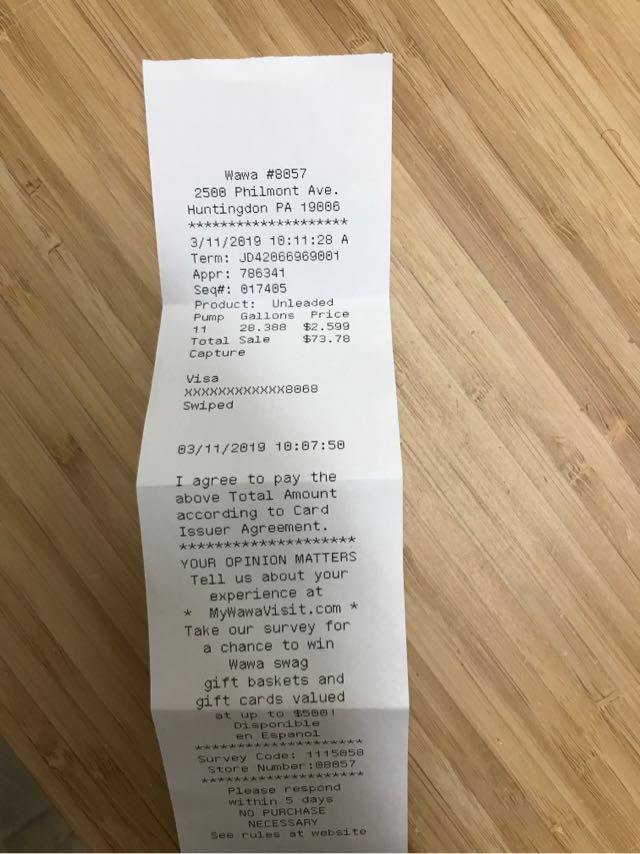 Wawa #8057
2500 Philmont Ave.
Huntingdon PA 19006
********************
3/11/2019 10:11:28 A
Term: JD42066969001
Appr: 786341
Seq#: 017405
Product: Unleaded
Pump Gallons Price
11 28.388 $2.599
Total Sale $73.78
Capture
Visa
XXXXXXXXXXXX8068
Swiped
03/11/2019 10:07:50
I agree to pay the
above Total Amount
according to Card
Issuer Agreement.
********************
YOUR OPINION MATTERS
Tell us about your
experience at
* MyWawaVisit.com *
Take our survey for
a chance to win
Wawa swag
gift baskets and
gift cards valued
at up to $500!
Disponible
en Espanol
********************
Survey Code: 1115058
Store Number:08057
********************
Please respond
within 5 days
NO PURCHASE
NECESSARY
See rules at website